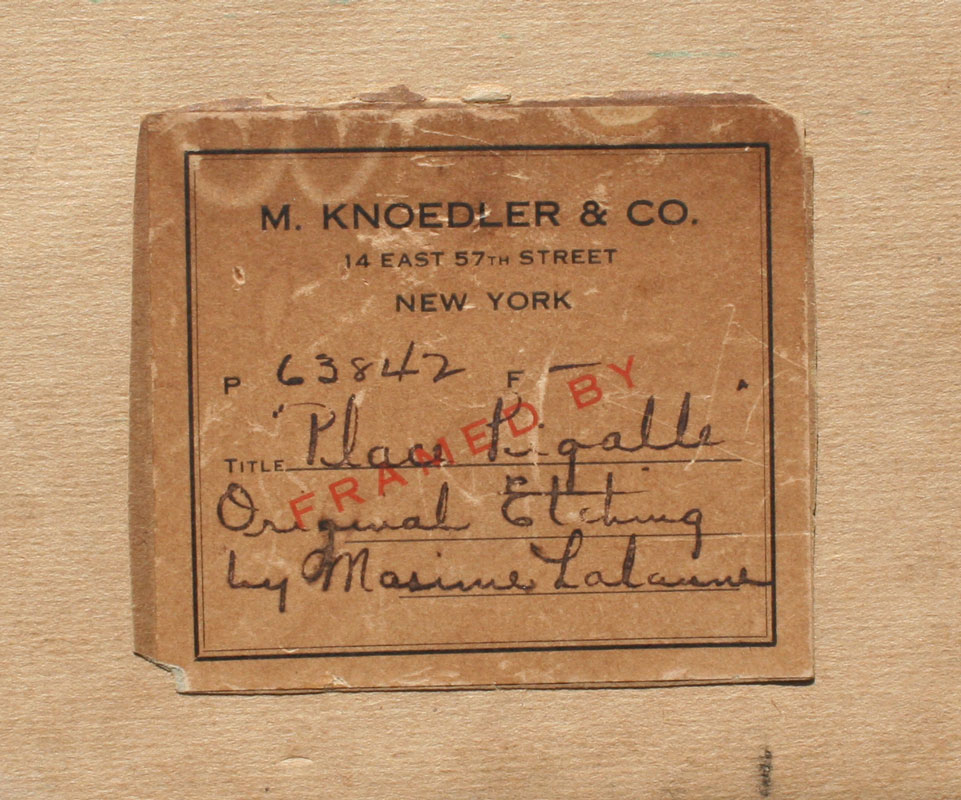 M. KNOEDLER & CO.
14 EAST 57TH STREET
NEW YORK
P 63842 F —
FRAMED BY
TITLE "Place Pigalle"
Original Etching
by Maxime Lalanne